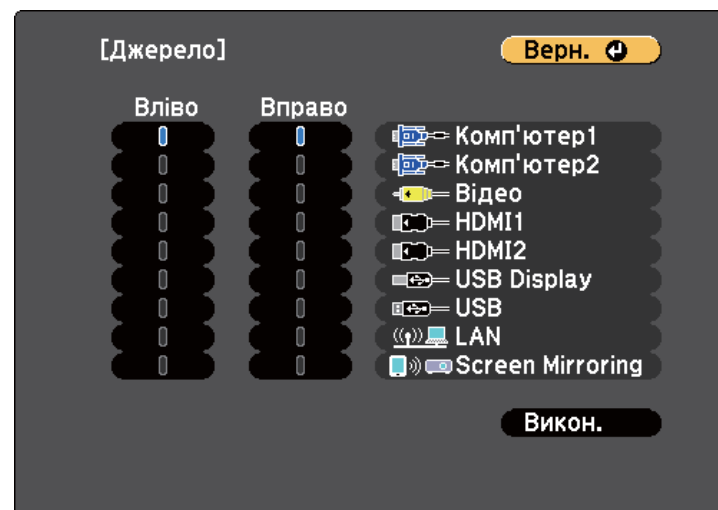 [Джерело]
Верн.
Вліво Вправо
Комп'ютер1
Комп'ютер2
Відео
HDMI1
HDMI2
USB Display
USB
LAN
Screen Mirroring
Викон.